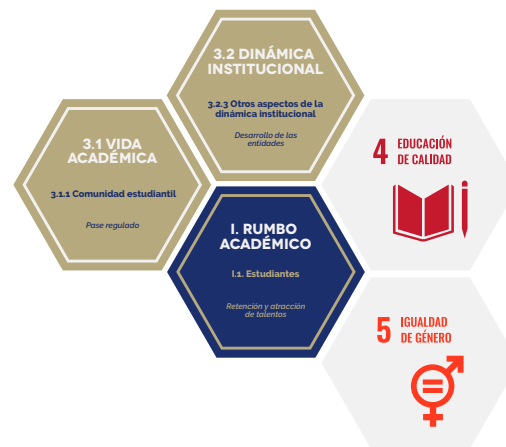 3.2 DINÁMICA
INSTITUCIONAL
3.2.3 Otros aspectos de la
dinámica institucional
Desarrollo de las
entidades
3.1 VIDA
ACADÉMICA
3.1.1 Comunidad estudiantil
Pase regulado
I. RUMBO
ACADÉMICO
I.1. Estudiantes
Retención y atracción
de talentos
4 EDUCACIÓN
DE CALIDAD
5 IGUALDAD
DE GÉNERO